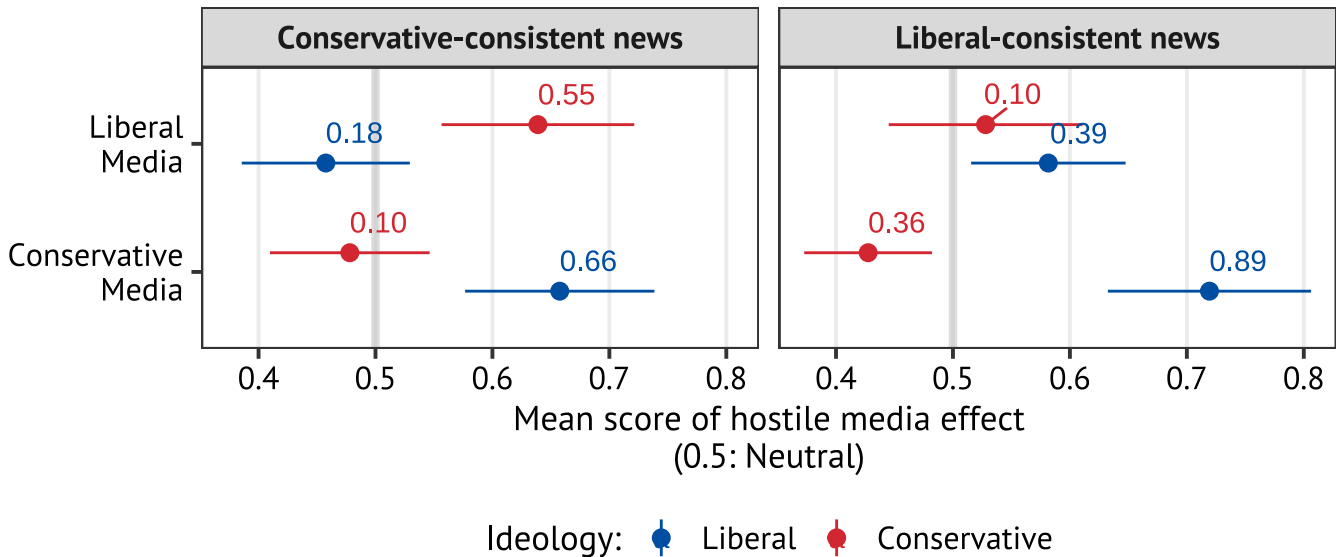 Conservative-consistent news
Liberal-consistent news
Liberal
Media
Conservative
Media
0.55
0.18
0.10
0.66
0.10
0.39
0.36
0.89
0.4 0.5 0.6 0.7 0.8
0.4 0.5 0.6 0.7 0.8
Mean score of hostile media effect
(0.5: Neutral)
Ideology: Liberal Conservative